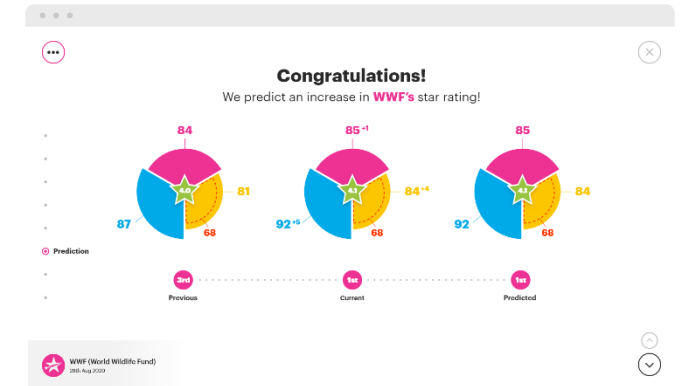 •••
Congratulations!
We predict an increase in WWF's star rating!
84
4.0
81
87
68
85 +1
4.1
84 +4
92 +5
68
85
4.1
84
92
68
Prediction
3rd
Previous
1st
Current
1st
Predicted
WWF (World Wildlife Fund)
28th Aug 2020